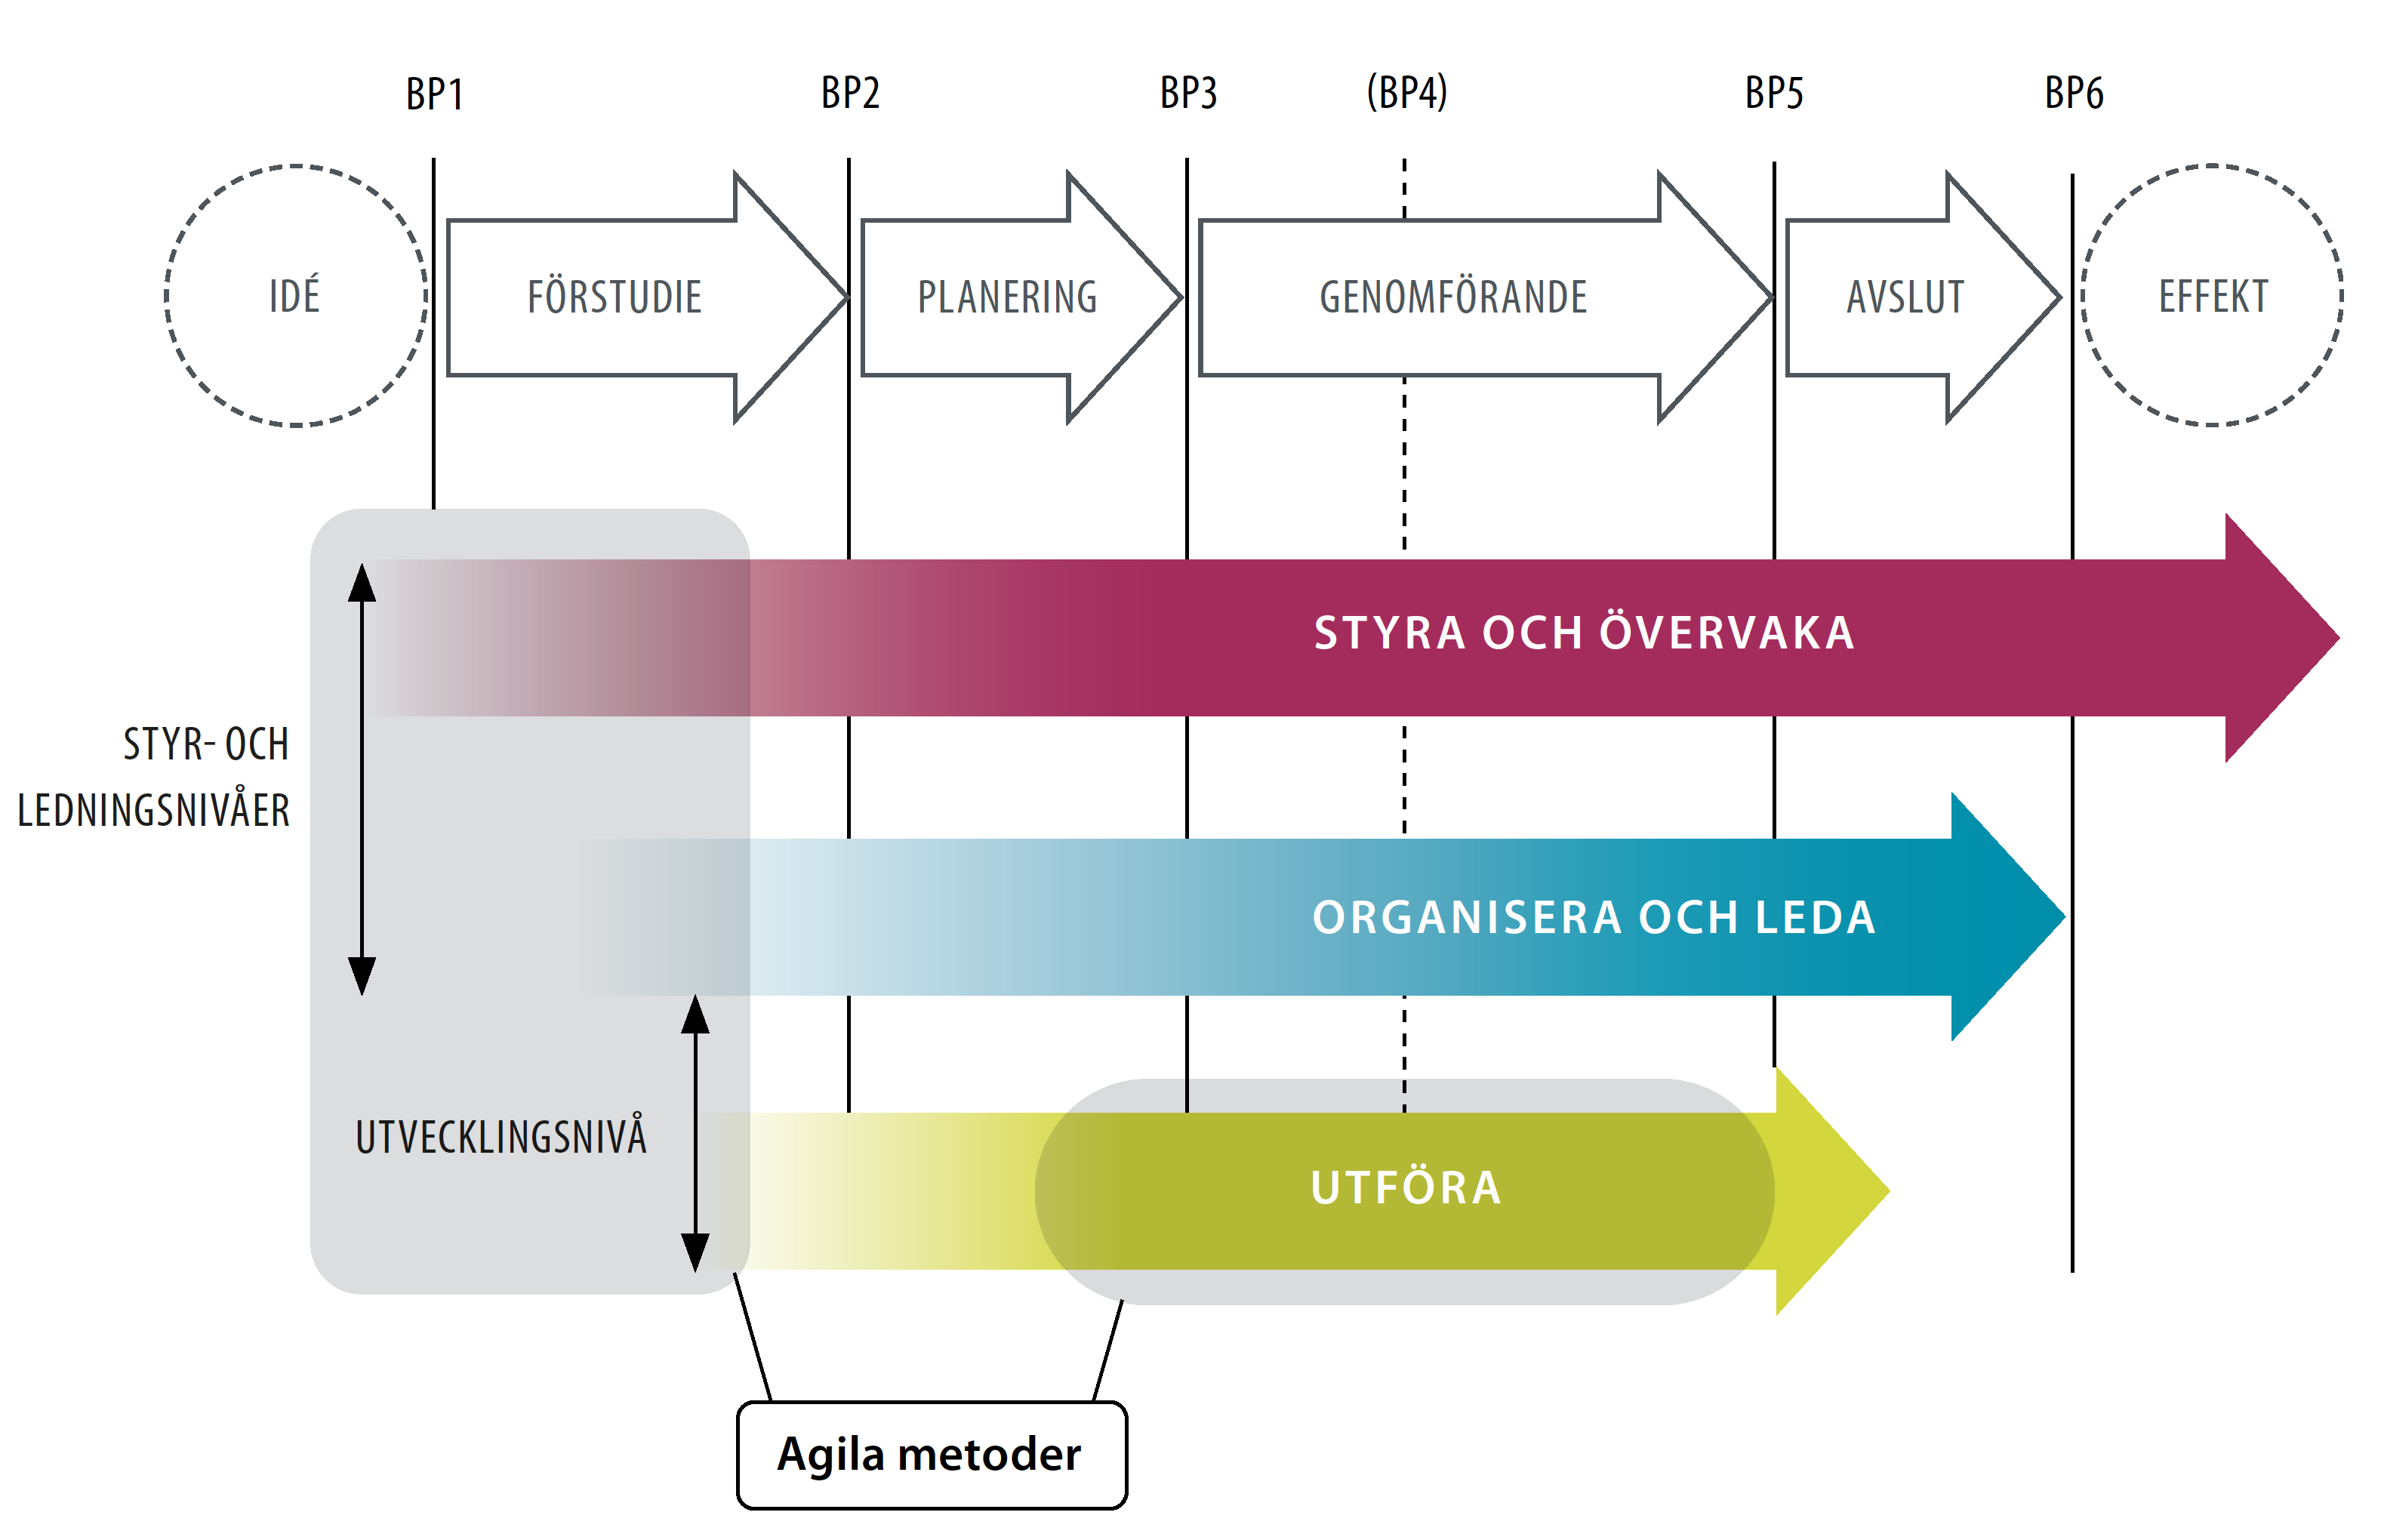 BP1
BP2
BP3
(BP4)
BP5
BP6
IDÉ
FÖRSTUDIE
PLANERING
GENOMFÖRANDE
AVSLUT
EFFEKT
STYRA OCH ÖVERVAKA
STYR- OCH
LEDNINGSNIVÅER
ORGANISERA OCH LEDA
UTVECKLINGSNIVÅ
UTFÖRA
Agila metoder